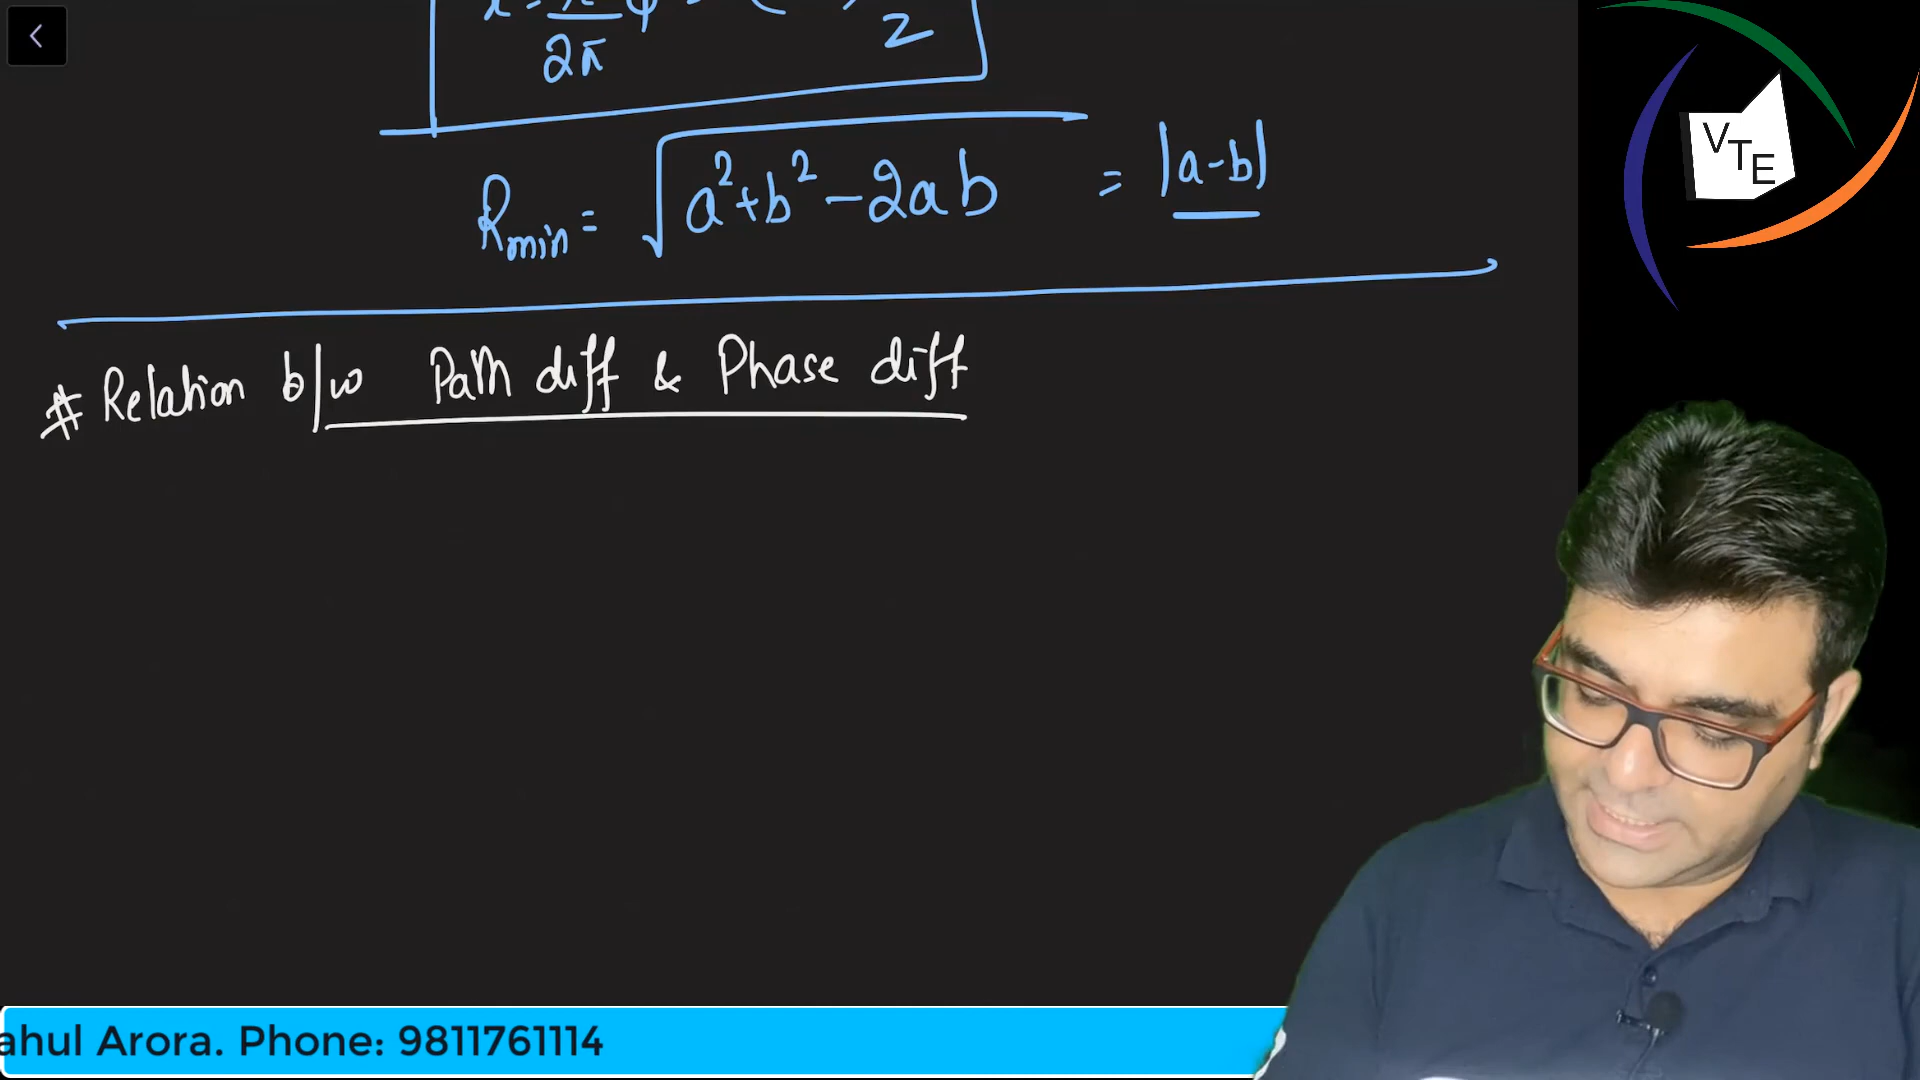 2π 2
Rmin = √a²+b²-2ab = |a-b|
# Relation b/w Path diff & Phase diff
VTE
ahul Arora. Phone: 9811761114